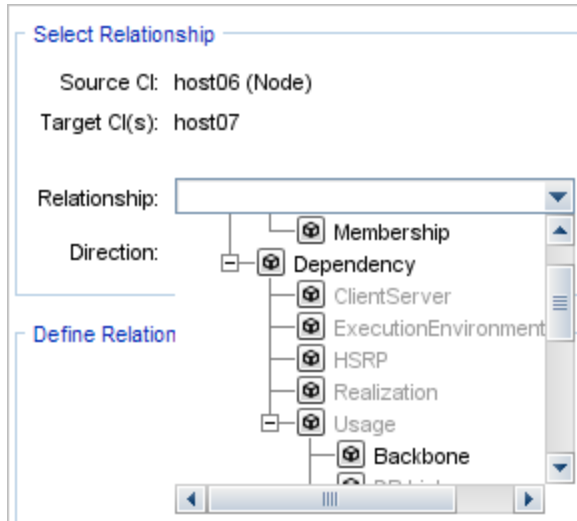 Select Relationship
Source CI: host06 (Node)
Target CI(s): host07
Relationship:
Membership
Direction:
Dependency
ClientServer
ExecutionEnvironment
Define Relation
HSRP
Realization
Usage
Backbone